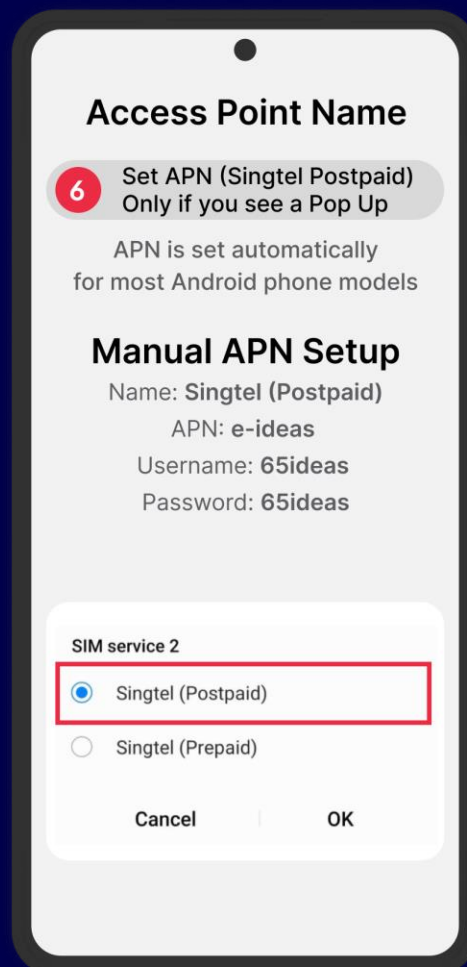 Access Point Name
6
Set APN (Singtel Postpaid)
Only if you see a Pop Up
APN is set automatically
for most Android phone models
Manual APN Setup
Name: Singtel (Postpaid)
APN: e-ideas
Username: 65ideas
Password: 65ideas
SIM service 2
Singtel (Postpaid)
Singtel (Prepaid)
Cancel OK